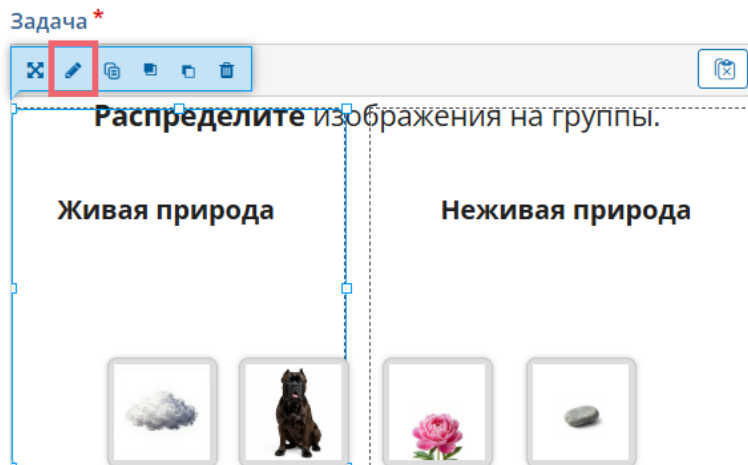 Задача *
Распределите изображения на группы.
Живая природа
Неживая природа